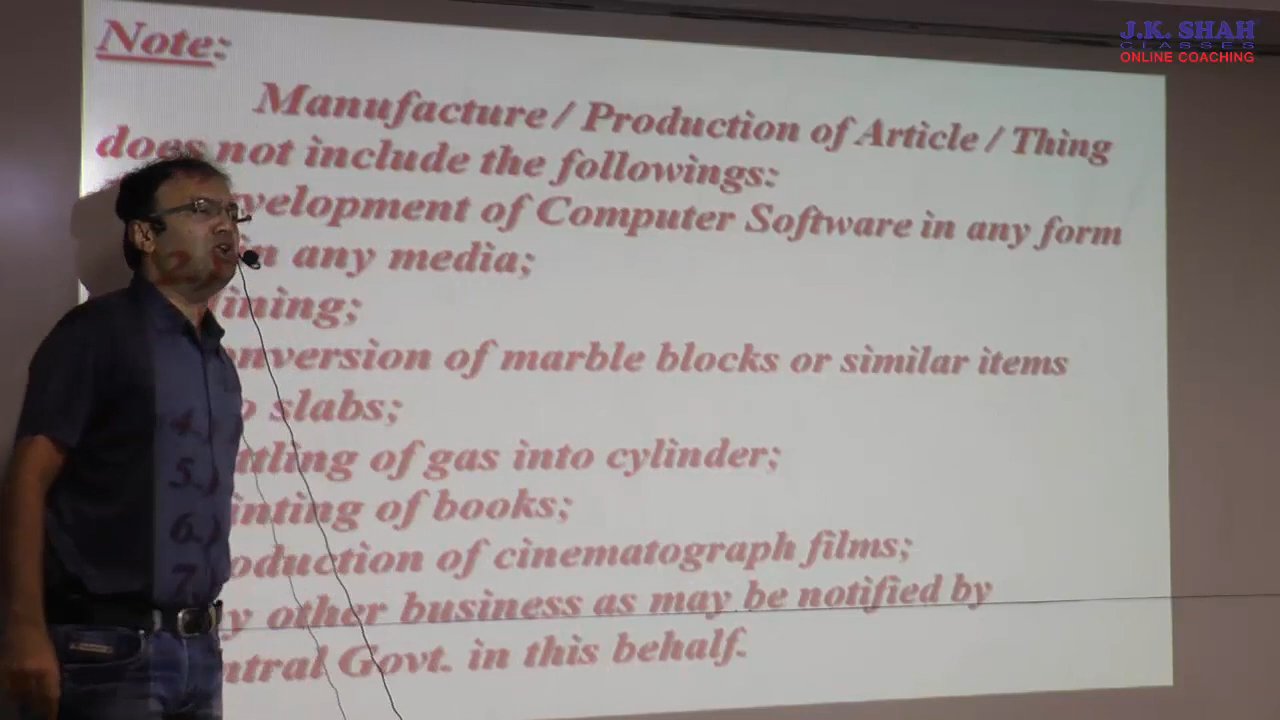 J.K. SHAH
CLASSES
ONLINE COACHING
Note:
Manufacture / Production of Article / Thing
does not include the followings:
velopment of Computer Software in any form
2. in any media;
ining;
nversion of marble blocks or similar items
4. o slabs;
5.) ttling of gas into cylinder;
6.) inting of books;
7. oduction of cinematograph films;
y other business as may be notified by
ntral Govt. in this behalf.